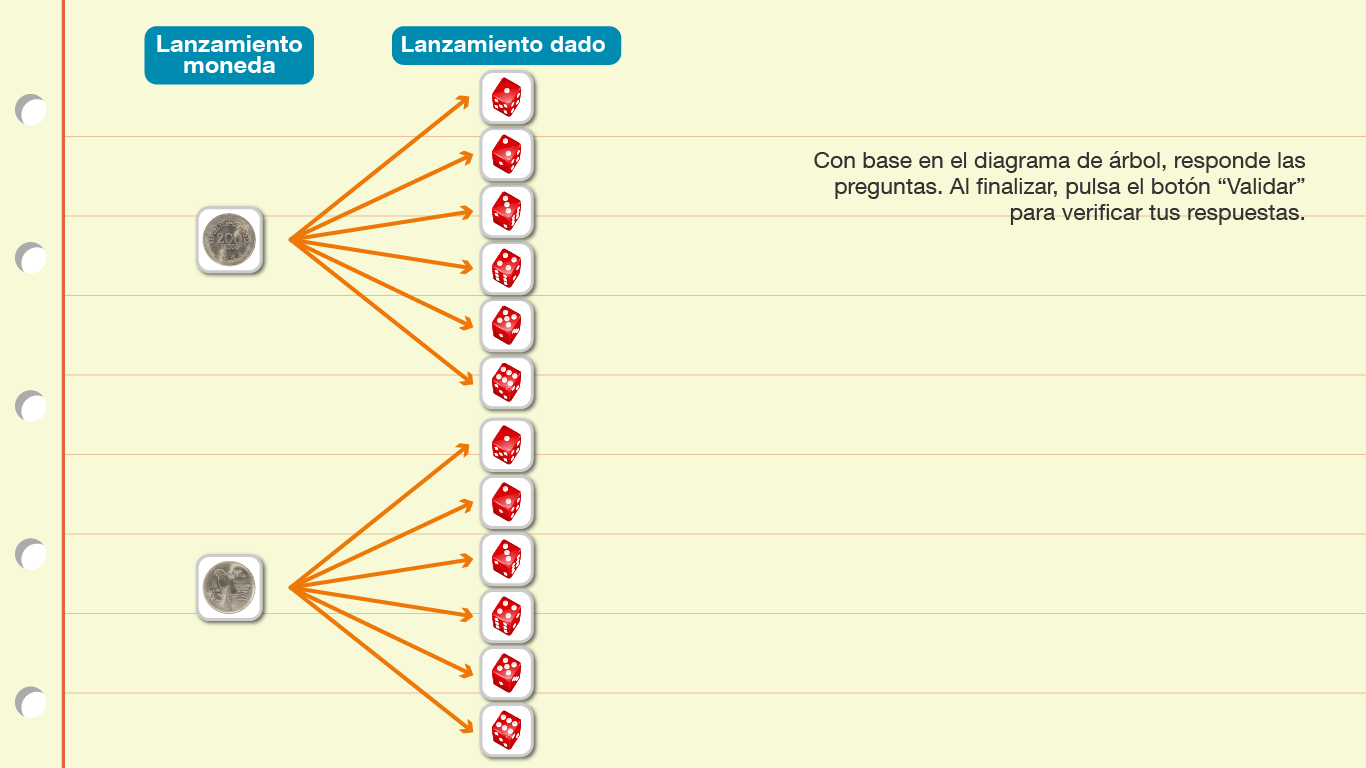 Lanzamiento
moneda
Lanzamiento dado
Con base en el diagrama de árbol, responde las
preguntas. Al finalizar, pulsa el botón “Validar”
para verificar tus respuestas.
200